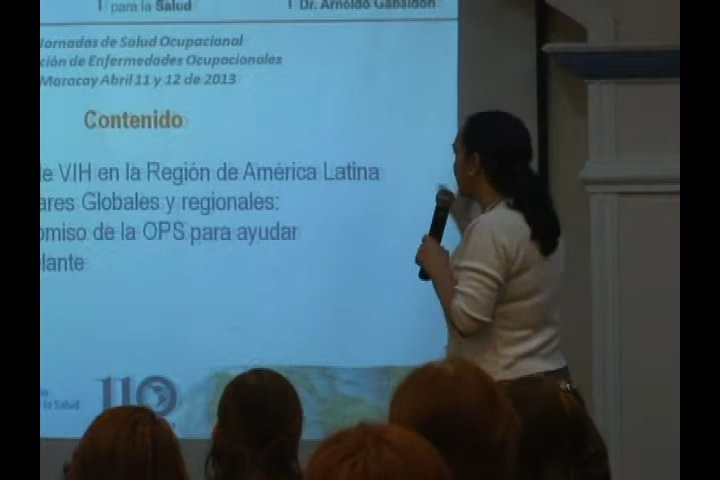 para la Salud
Dr. Arnoldo Gabaldon
Jornadas de Salud Ocupacional
ción de Enfermedades Ocupacionales
Maracay Abril 11 y 12 de 2013
Contenido
e VIH en la Región de América Latina
ares Globales y regionales:
omiso de la OPS para ayudar
lante
la Salud
110